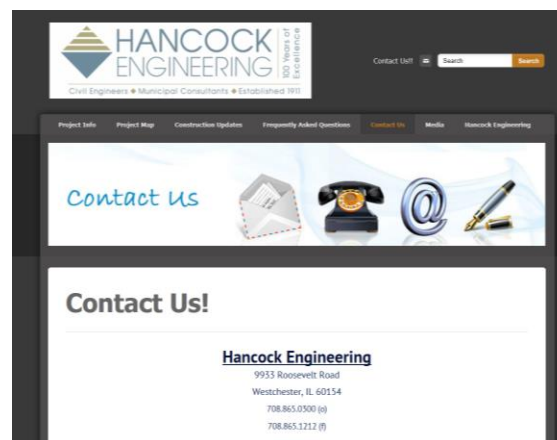 HANCOCK
ENGINEERING
100 Years of
Excellence
Civil Engineers ◆ Municipal Consultants ◆ Established 1911
Contact Us!!
Search
Search
Project Info
Project Map
Construction Updates
Frequently Asked Questions
Contact Us
Media
Hancock Engineering
Contact Us
@
Contact Us!
Hancock Engineering
9933 Roosevelt Road
Westchester, IL 60154
708.865.0300 (o)
708.865.1212 (f)